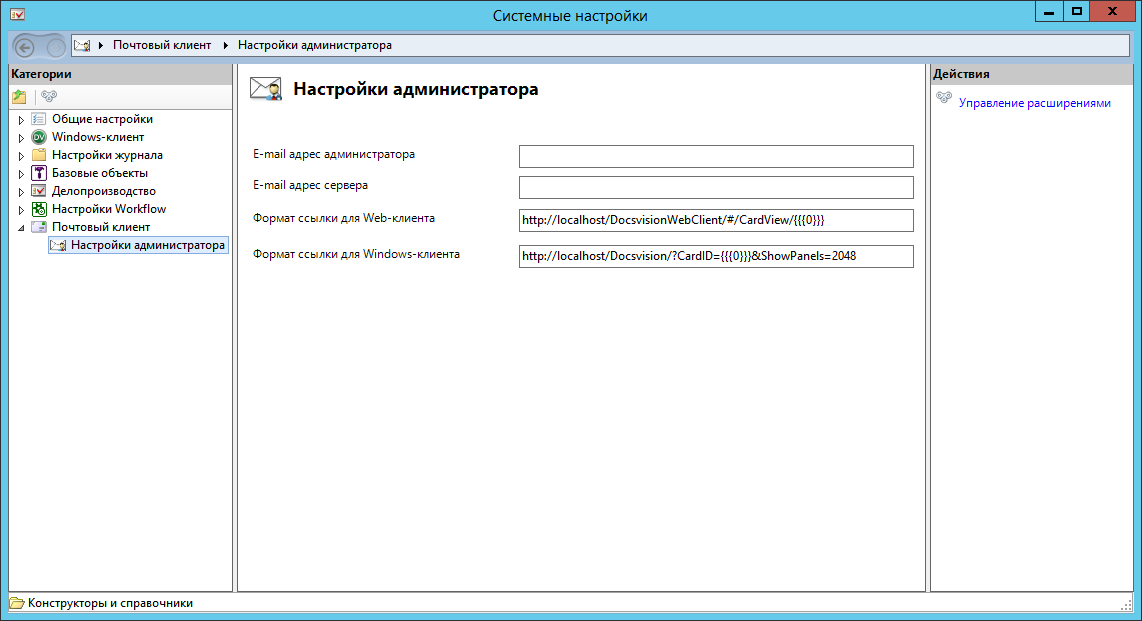 Системные настройки
Почтовый клиент Настройки администратора
Категории
Общие настройки
DV Windows-клиент
Настройки журнала
Базовые объекты
Делопроизводство
Настройки Workflow
Почтовый клиент
Настройки администратора
Настройки администратора
E-mail адрес администратора
E-mail адрес сервера
Формат ссылки для Web-клиента http://localhost/DocsvisionWebClient/#/CardView/{{{0}}}
Формат ссылки для Windows-клиента http://localhost/Docsvision/?CardID={{{0}}}&ShowPanels=2048
Действия
Управление расширениями
Конструкторы и справочники